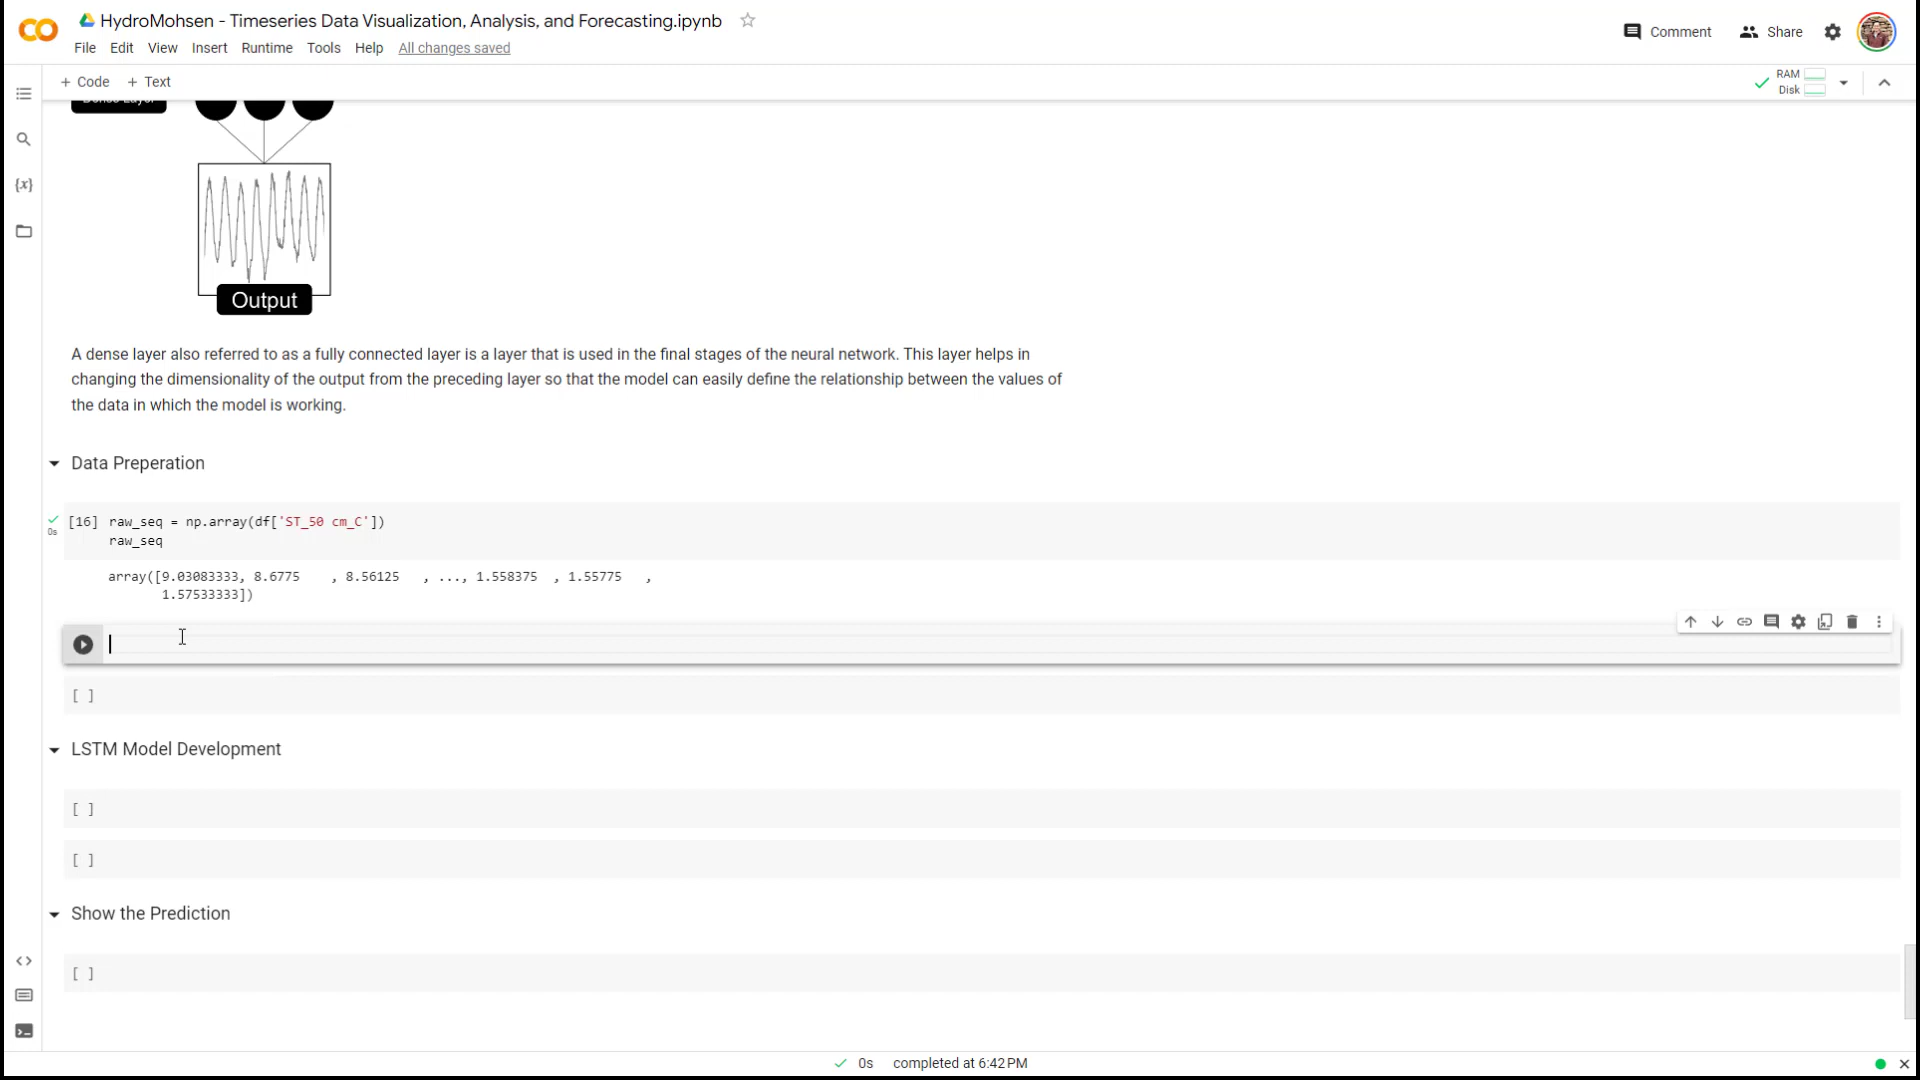 HydroMohsen - Timeseries Data Visualization, Analysis, and Forecasting.ipynb
File Edit View Insert Runtime Tools Help All changes saved
Comment Share
+ Code + Text
RAM
Disk
Dense Layer
Output
A dense layer also referred to as a fully connected layer is a layer that is used in the final stages of the neural network. This layer helps in
changing the dimensionality of the output from the preceding layer so that the model can easily define the relationship between the values of
the data in which the model is working.
Data Preperation
[16] raw_seq = np.array(df['ST_50 cm_C'])
0s
raw_seq
array([9.03083333, 8.6775 , 8.56125 , ..., 1.558375 , 1.55775 ,
1.57533333])
[ ]
LSTM Model Development
[ ]
[ ]
Show the Prediction
[ ]
0s completed at 6:42 PM